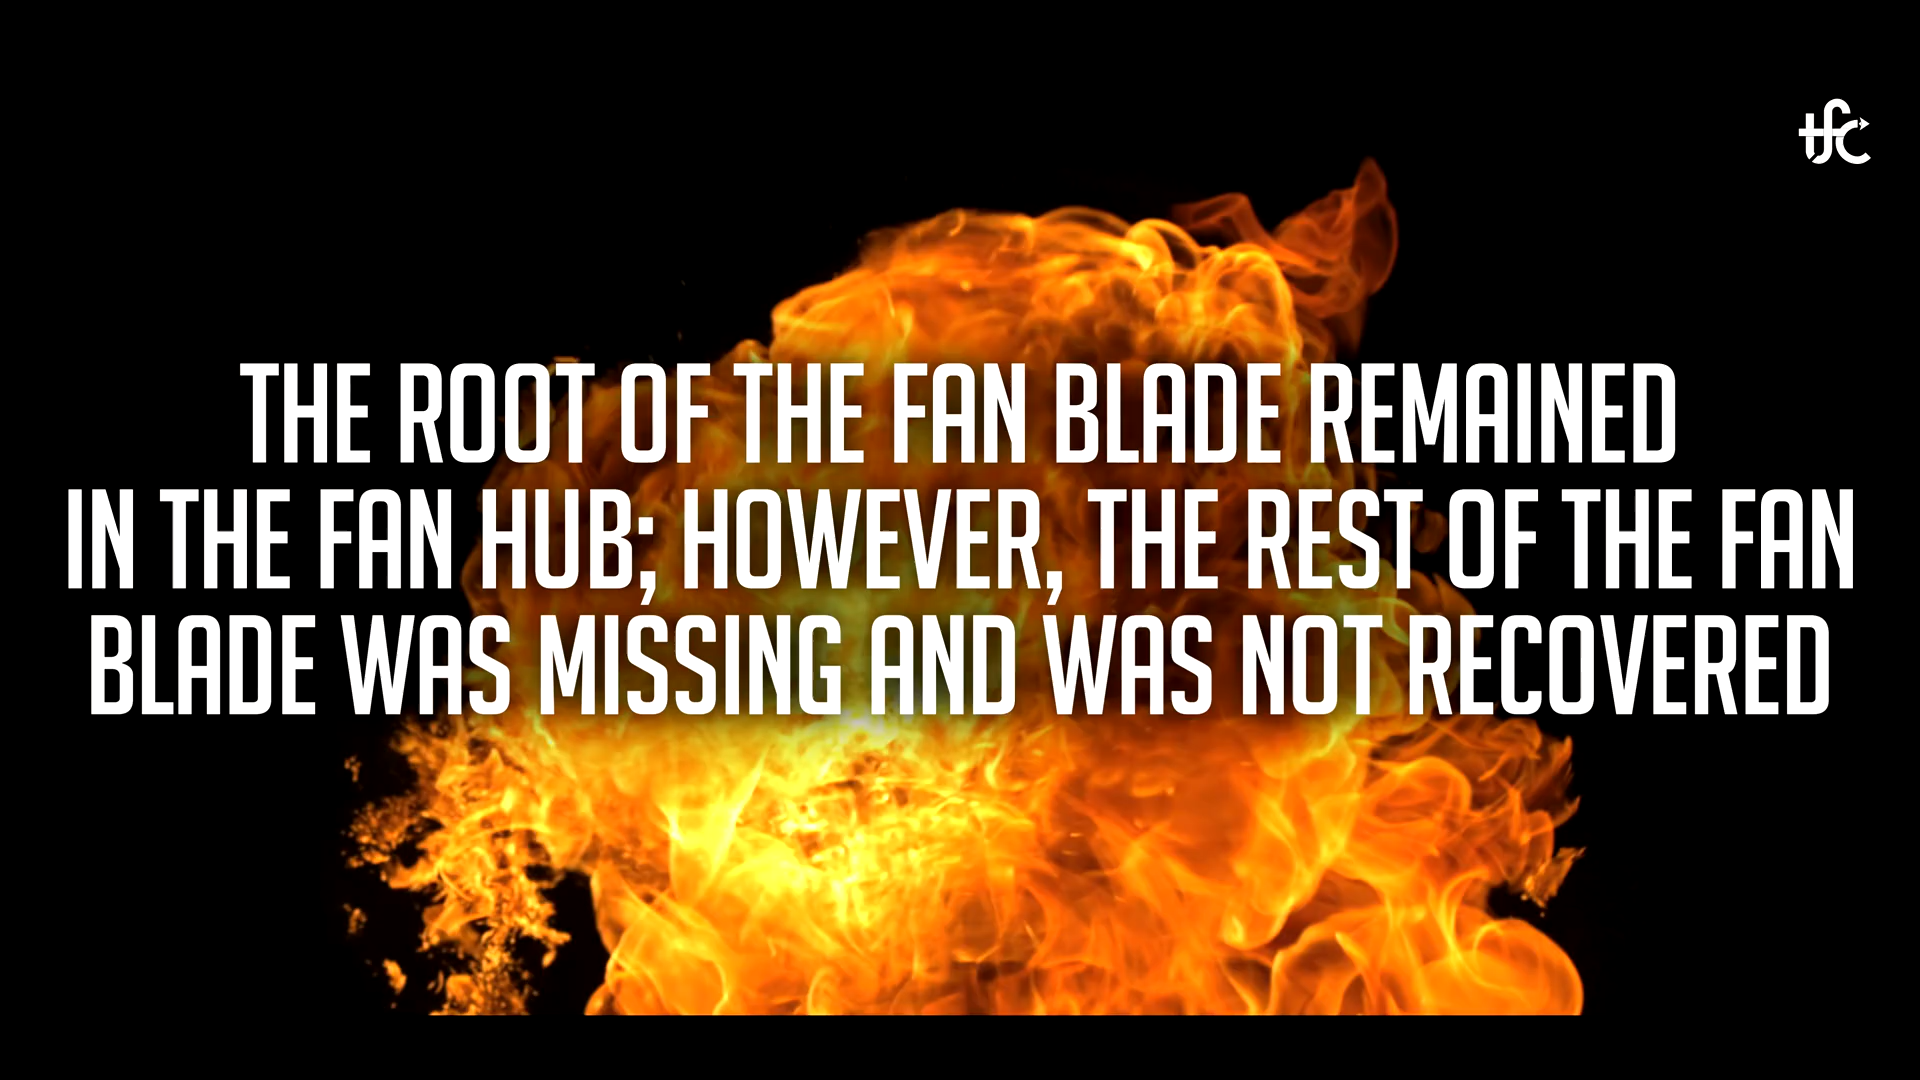 tfc
THE ROOT OF THE FAN BLADE REMAINED
IN THE FAN HUB; HOWEVER, THE REST OF THE FAN
BLADE WAS MISSING AND WAS NOT RECOVERED